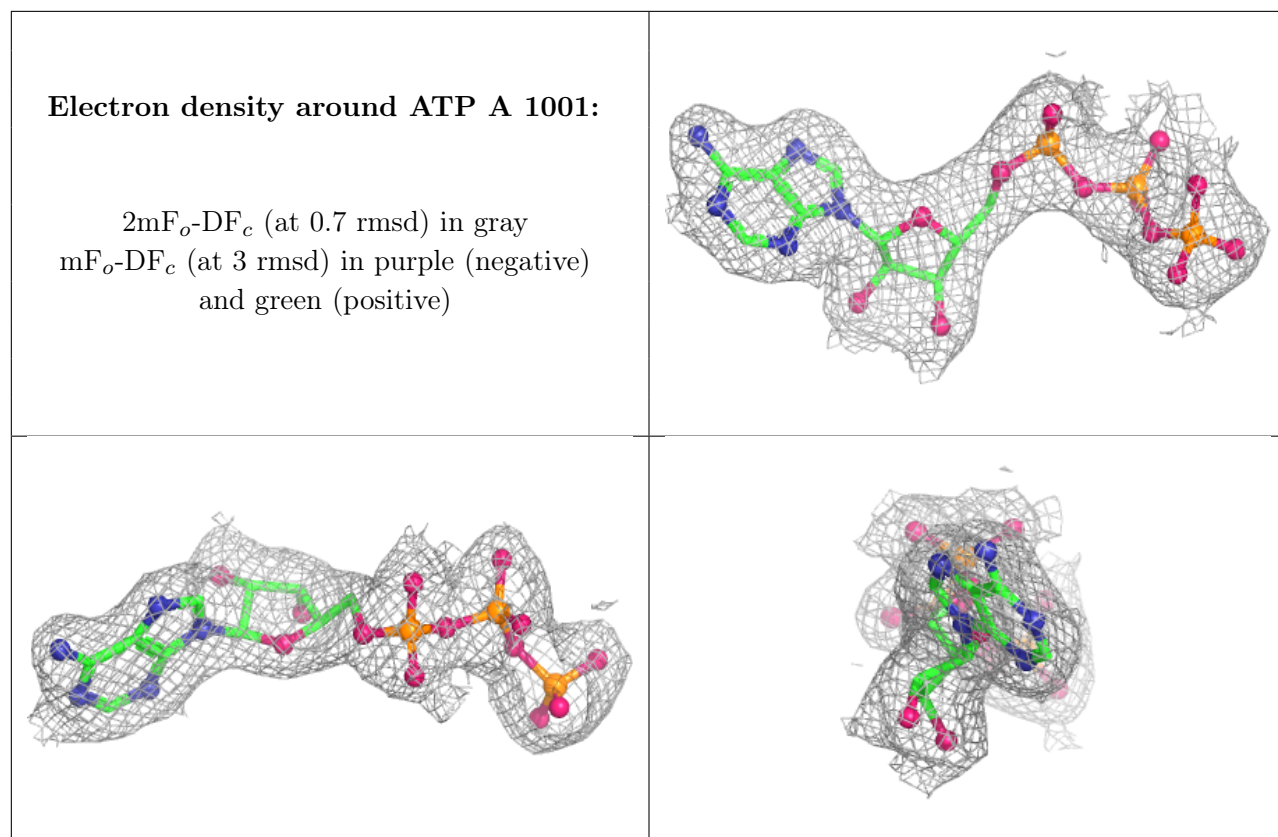 Electron density around ATP A 1001:
2mFₒ-DF𝒸 (at 0.7 rmsd) in gray
mFₒ-DF𝒸 (at 3 rmsd) in purple (negative)
and green (positive)